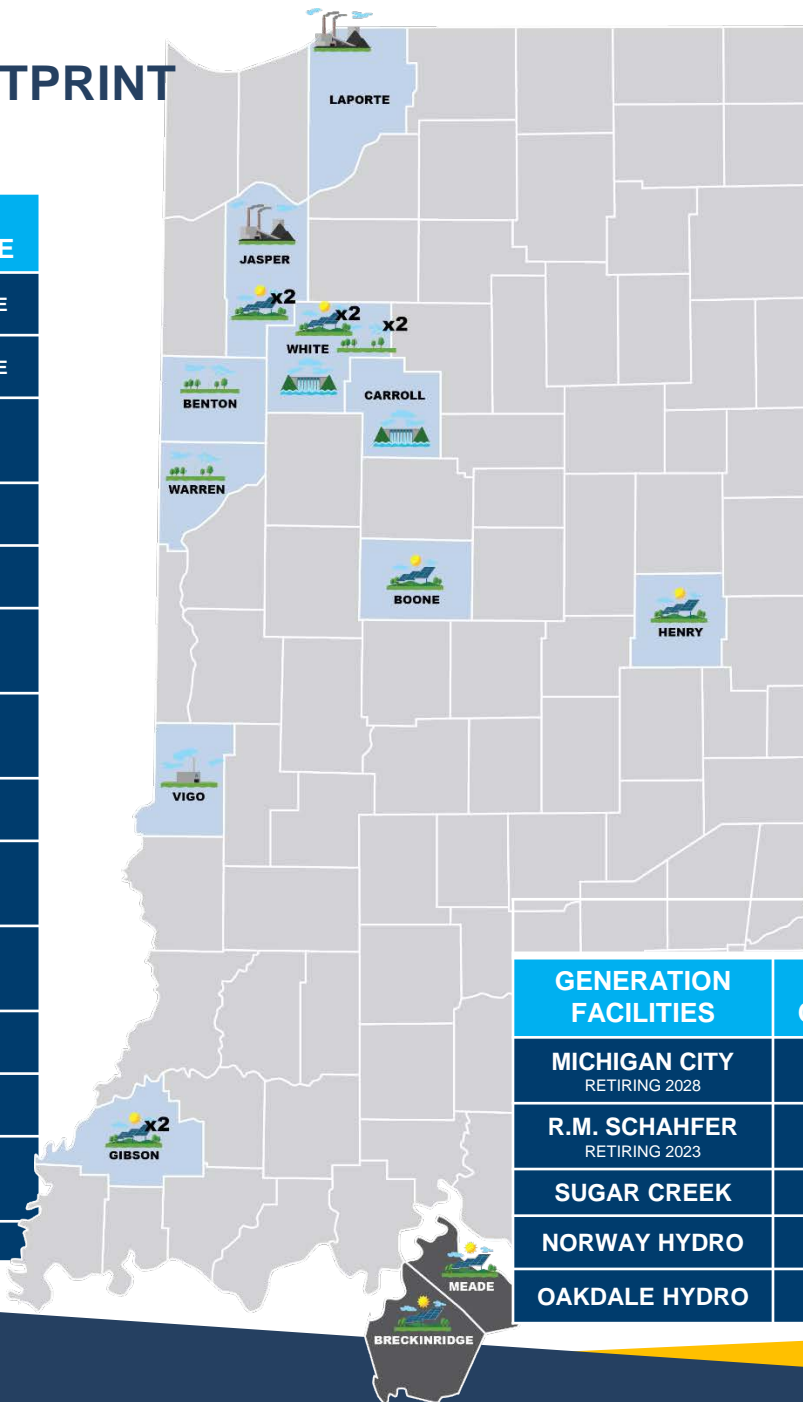 TPRINT
E
E
E
LAPORTE
JASPER
x2
x2
x2
WHITE
BENTON
CARROLL
WARREN
BOONE
HENRY
VIGO
x2
GIBSON
MEADE
BRECKINRIDGE
GENERATION
FACILITIES
MICHIGAN CITY
RETIRING 2028
R.M. SCHAHFER
RETIRING 2023
SUGAR CREEK
NORWAY HYDRO
OAKDALE HYDRO